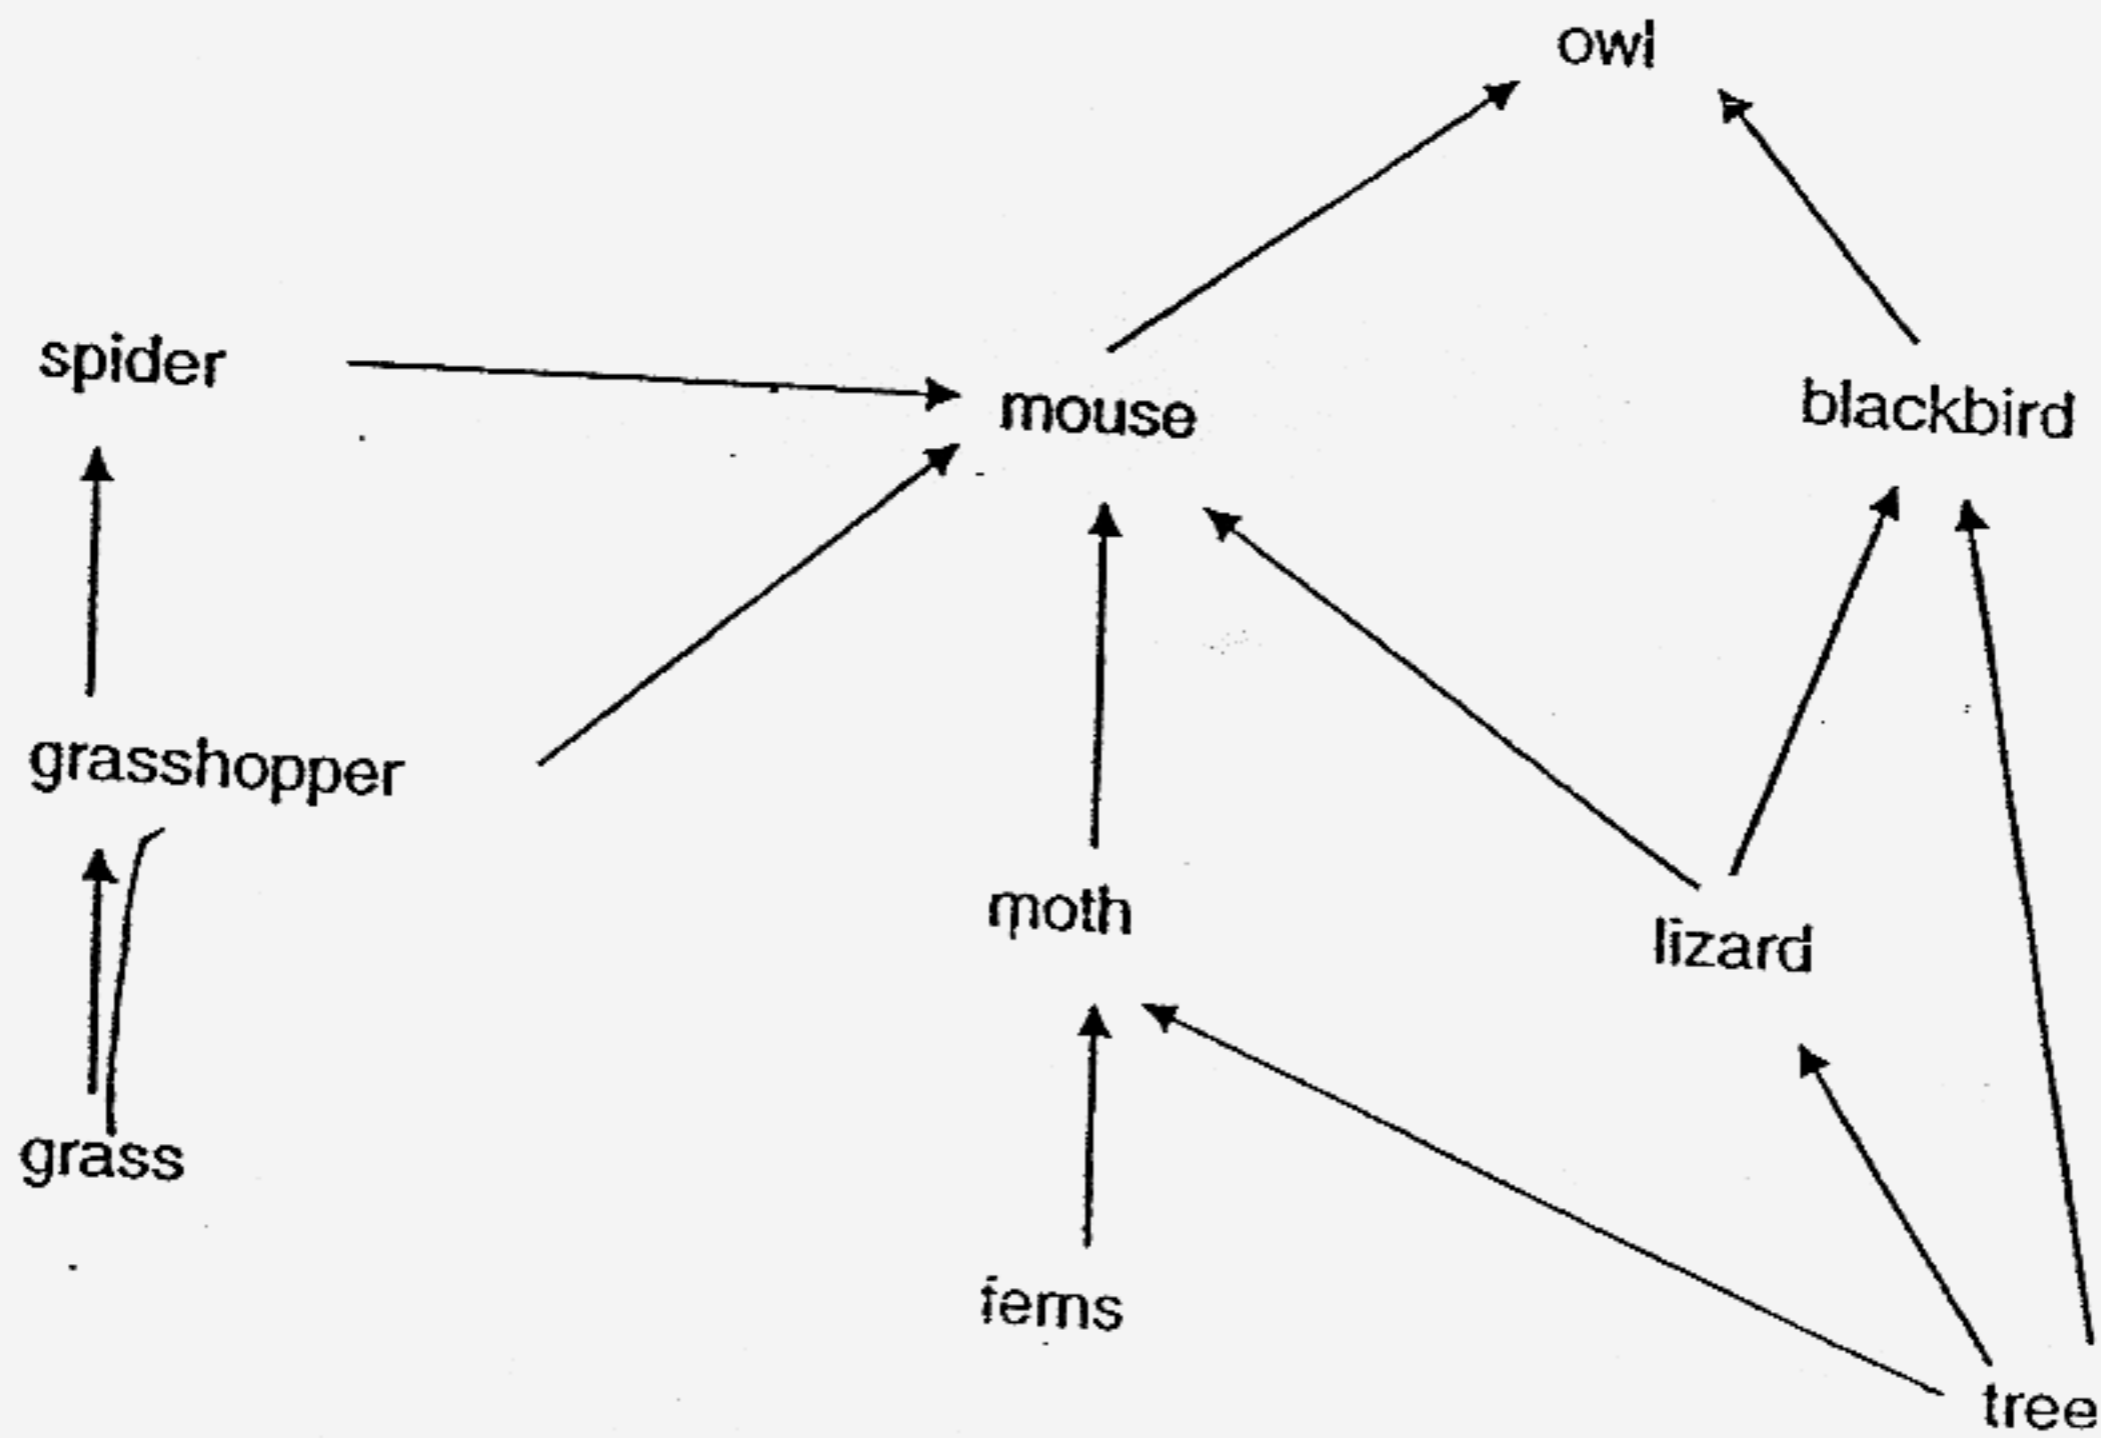 owl
spider
mouse
blackbird
grasshopper
moth
lizard
grass
ferns
tree